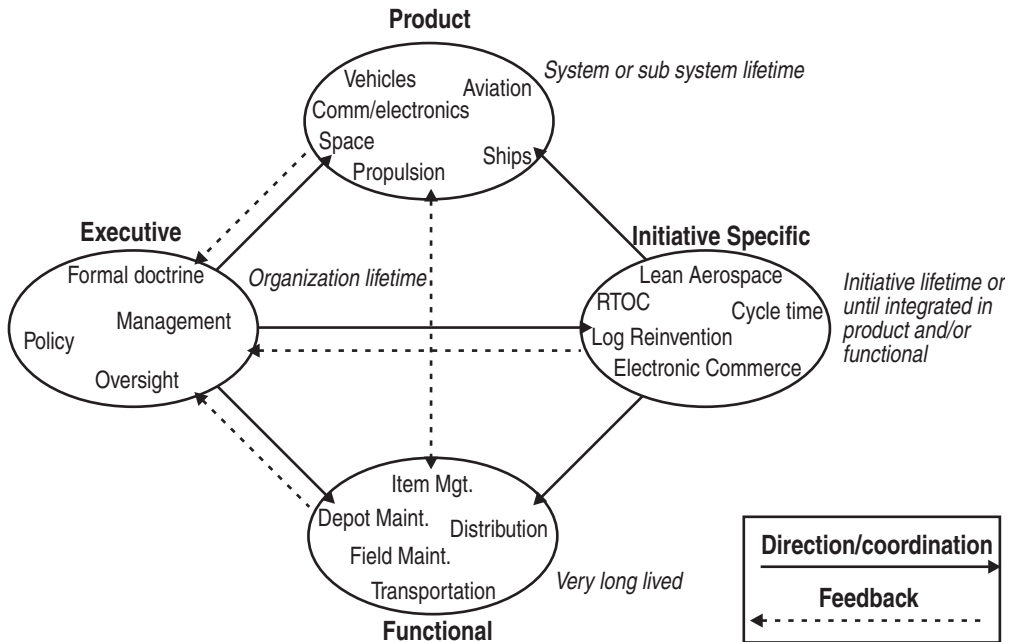 Product
Vehicles
Aviation
Comm/electronics
Space
Ships
Propulsion
System or sub system lifetime
Executive
Formal doctrine
Management
Policy
Oversight
Organization lifetime
Initiative Specific
Lean Aerospace
RTOC
Cycle time
Log Reinvention
Electronic Commerce
Initiative lifetime or
until integrated in
product and/or
functional
Item Mgt.
Depot Maint.
Distribution
Field Maint.
Transportation
Very long lived
Functional
Direction/coordination
Feedback